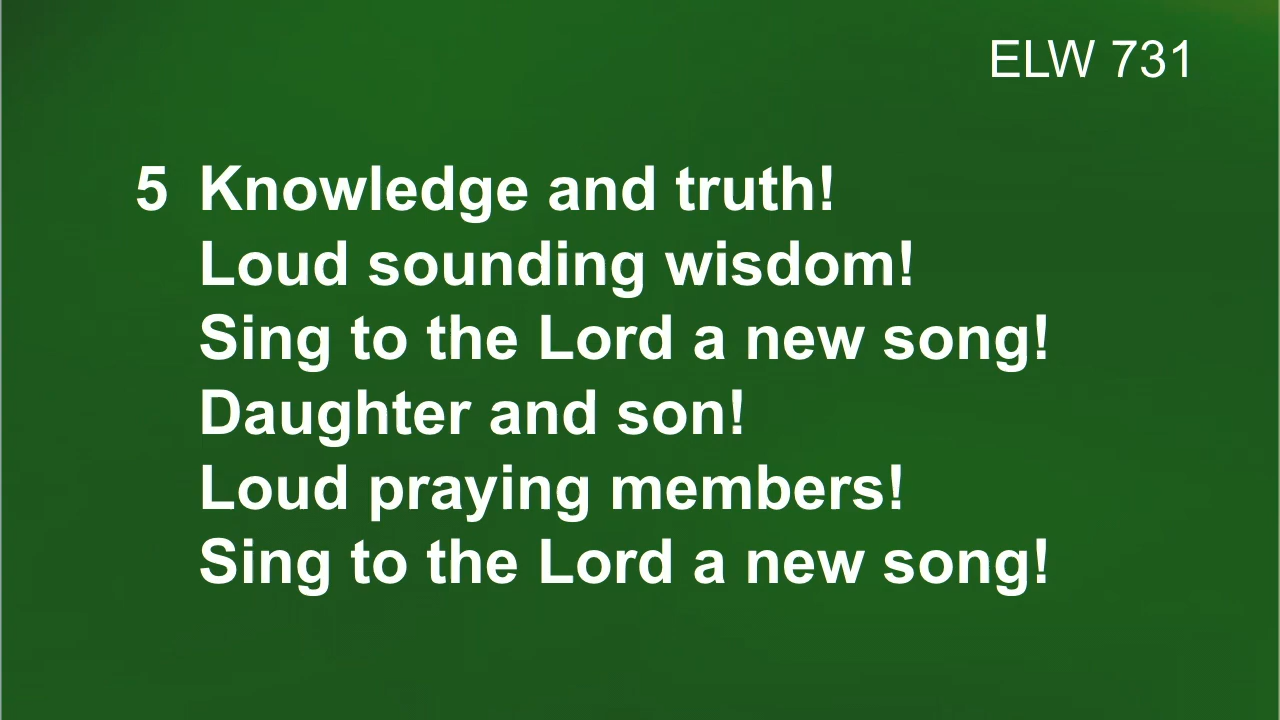 ELW 731
5 Knowledge and truth!
Loud sounding wisdom!
Sing to the Lord a new song!
Daughter and son!
Loud praying members!
Sing to the Lord a new song!